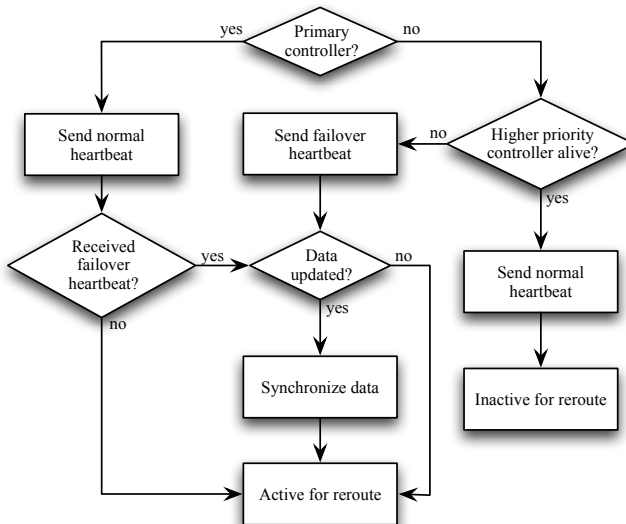 Primary
controller?
yes
no
Send normal
heartbeat
Send failover
heartbeat
no
Higher priority
controller alive?
yes
Received
failover
heartbeat?
yes
Data
updated?
no
Send normal
heartbeat
no
yes
Synchronize data
Inactive for reroute
Active for reroute